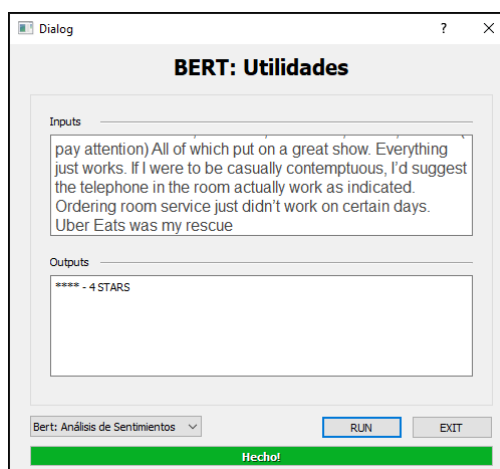 Dialog
BERT: Utilidades
Inputs
pay attention) All of which put on a great show. Everything
just works. If I were to be casually contemptuous, I'd suggest
the telephone in the room actually work as indicated.
Ordering room service just didn't work on certain days.
Uber Eats was my rescue
Outputs
**** - 4 STARS
Bert: Análisis de Sentimientos
RUN
EXIT
Hecho!